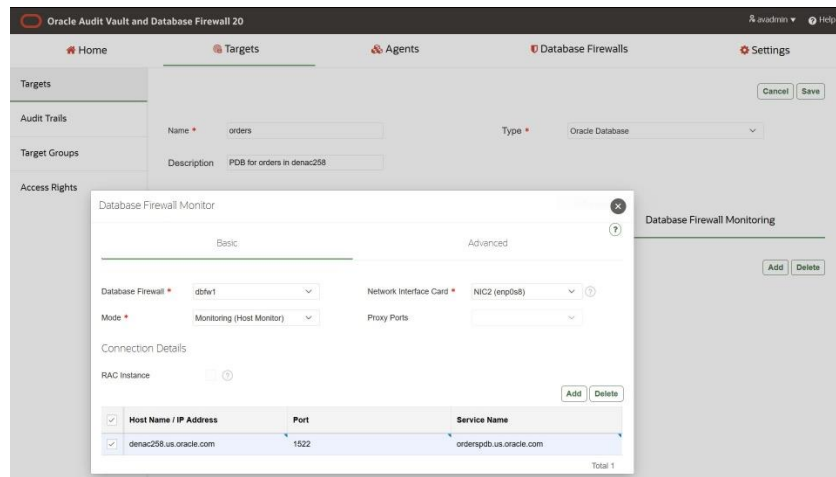 Oracle Audit Vault and Database Firewall 20
avadmin
Help
Home
Targets
Agents
Database Firewalls
Settings
Targets
Cancel
Save
Audit Trails
Name *
orders
Type *
Oracle Database
Target Groups
Description
PDB for orders in denac258
Access Rights
Database Firewall Monitor
Database Firewall Monitoring
Basic
Advanced
Add
Delete
Database Firewall *
dbfw1
Network Interface Card *
NIC2 (enp0s8)
Mode *
Monitoring (Host Monitor)
Proxy Ports
Connection Details
RAC Instance
Add
Delete
Host Name / IP Address
Port
Service Name
denac258.us.oracle.com
1522
orderspdb.us.oracle.com
Total 1